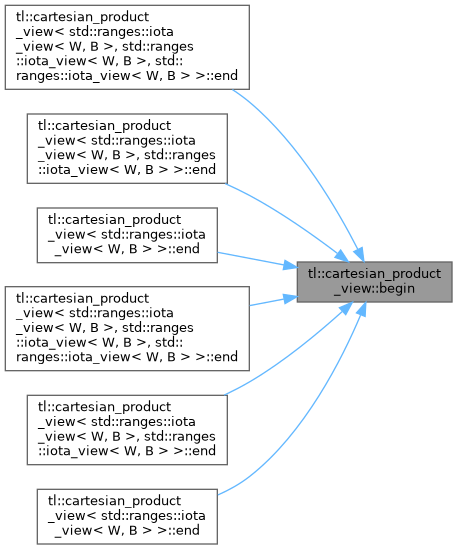 tl::cartesian_product
_view< std::ranges::iota
_view< W, B >, std::ranges
::iota_view< W, B >, std::
ranges::iota_view< W, B > >::end
tl::cartesian_product
_view< std::ranges::iota
_view< W, B >, std::ranges
::iota_view< W, B > >::end
tl::cartesian_product
_view< std::ranges::iota
_view< W, B > >::end
tl::cartesian_product
_view::begin
tl::cartesian_product
_view< std::ranges::iota
_view< W, B >, std::ranges
::iota_view< W, B >, std::
ranges::iota_view< W, B > >::end
tl::cartesian_product
_view< std::ranges::iota
_view< W, B >, std::ranges
::iota_view< W, B > >::end
tl::cartesian_product
_view< std::ranges::iota
_view< W, B > >::end